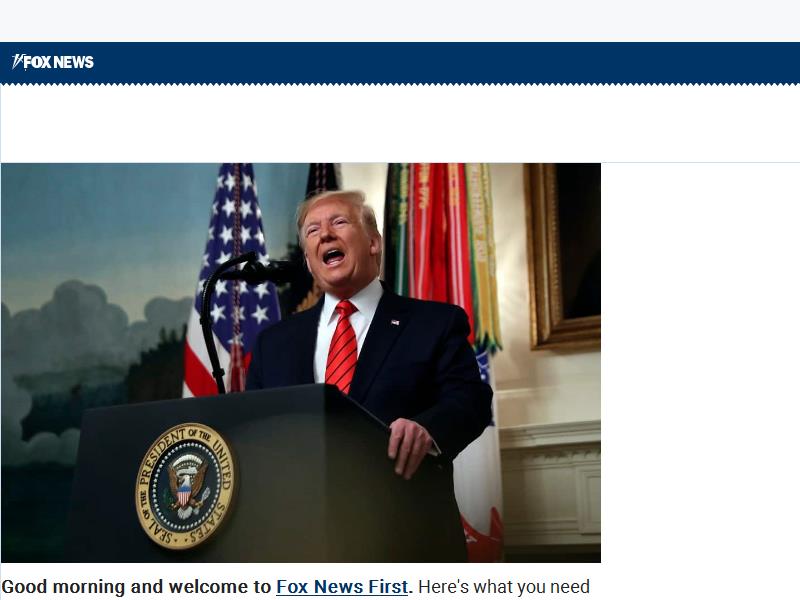 FOX NEWS
SEAL OF THE PRESIDENT OF THE UNITED STATES
Good morning and welcome to Fox News First. Here's what you need